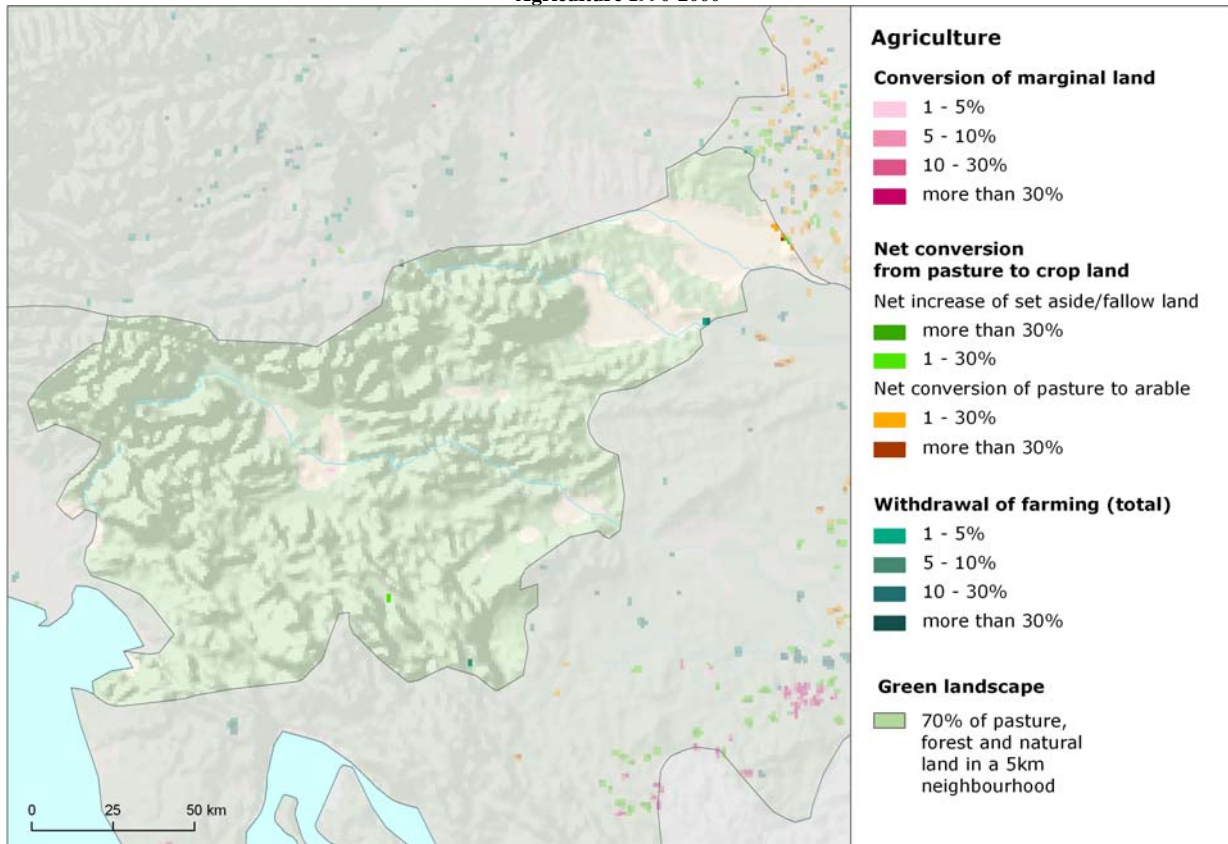 Agriculture 1990-2000
Agriculture
Conversion of marginal land
1 - 5%
5 - 10%
10 - 30%
more than 30%
Net conversion
from pasture to crop land
Net increase of set aside/fallow land
more than 30%
1 - 30%
Net conversion of pasture to arable
1 - 30%
more than 30%
Withdrawal of farming (total)
1 - 5%
5 - 10%
10 - 30%
more than 30%
Green landscape
70% of pasture,
forest and natural
land in a 5km
neighbourhood
0 25 50 km